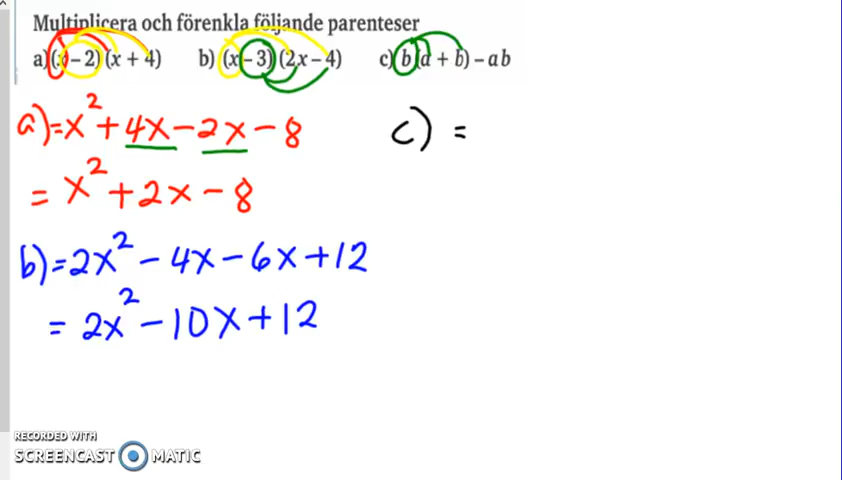 Multiplicera och förenkla följande parenteser
a) (x – 2)(x + 4) b) (x – 3)(2x – 4) c) b(a + b) – ab
a) = x² + 4x – 2x – 8
= x² + 2x – 8
b) = 2x² – 4x – 6x + 12
= 2x² – 10x + 12
c) =
RECORDED WITH
SCREENCAST MATIC